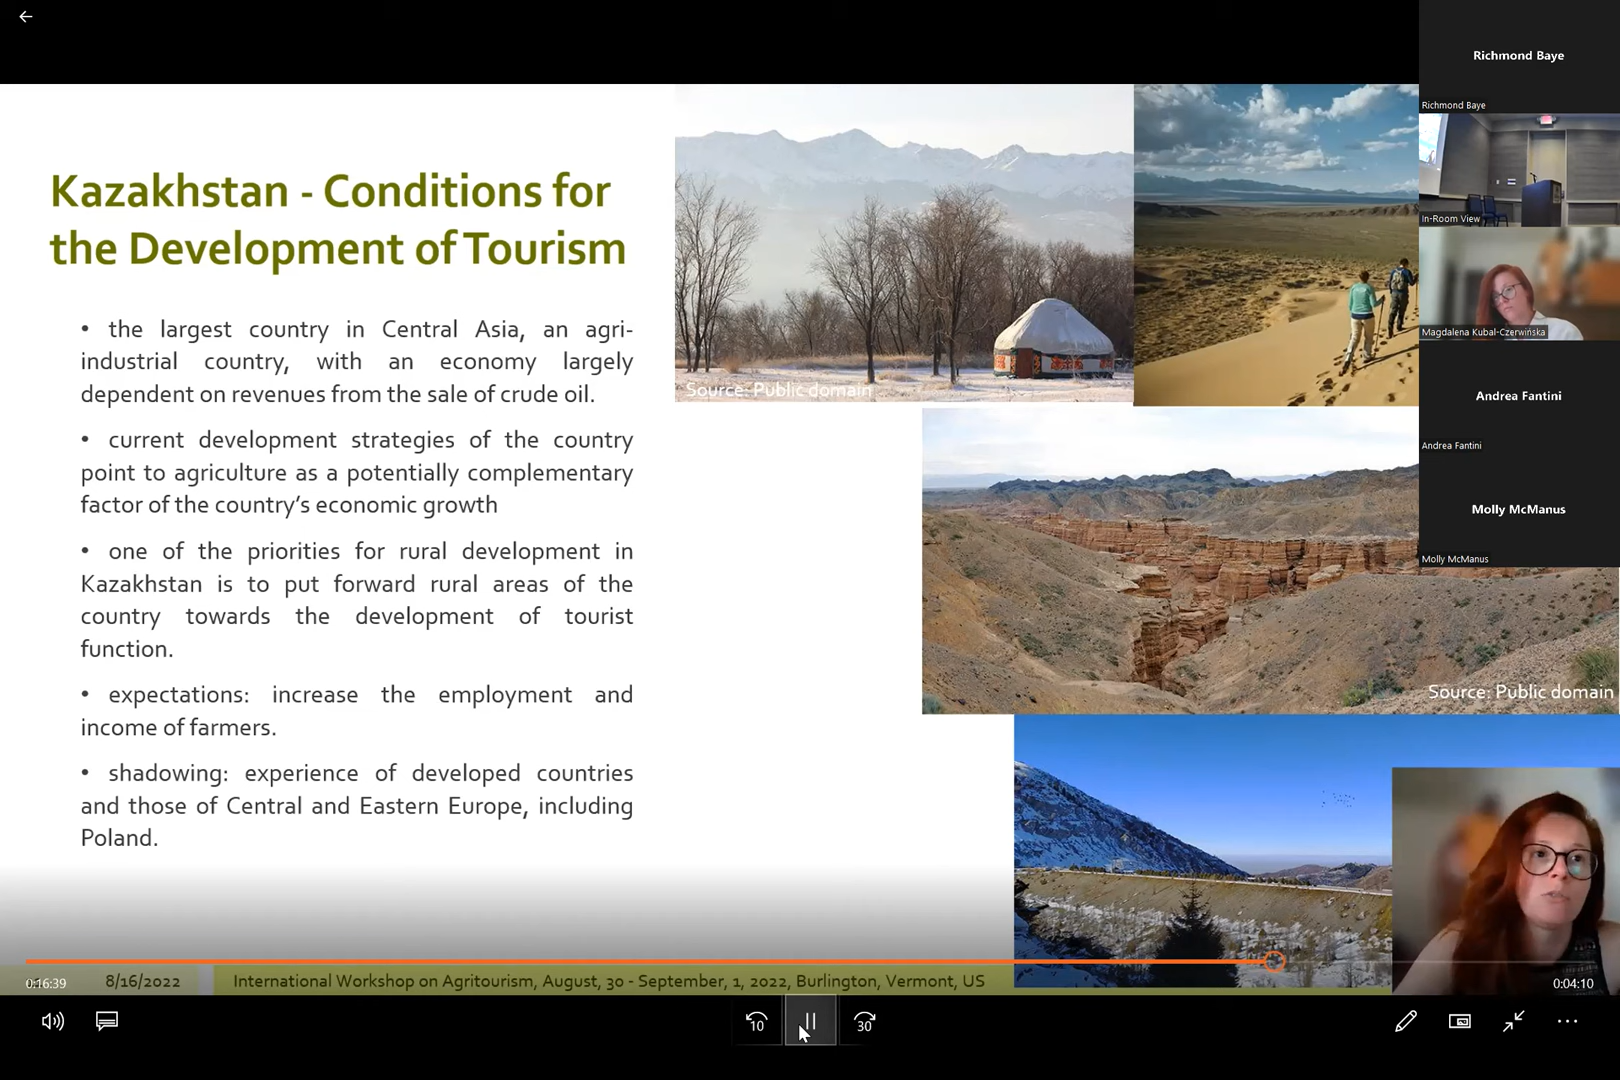 Richmond Baye
Richmond Baye
In-Room View
Magdalena Kubal-Czerwińska
Andrea Fantini
Andrea Fantini
Molly McManus
Molly McManus
Kazakhstan - Conditions for
the Development of Tourism
• the largest country in Central Asia, an agri-
industrial country, with an economy largely
dependent on revenues from the sale of crude oil.
• current development strategies of the country
point to agriculture as a potentially complementary
factor of the country's economic growth
• one of the priorities for rural development in
Kazakhstan is to put forward rural areas of the
country towards the development of tourist
function.
• expectations: increase the employment and
income of farmers.
• shadowing: experience of developed countries
and those of Central and Eastern Europe, including
Poland.
Source: Public domain
Source: Public domain
0:16:39
8/16/2022
International Workshop on Agritourism, August, 30 - September, 1, 2022, Burlington, Vermont, US
0:04:10
10
30